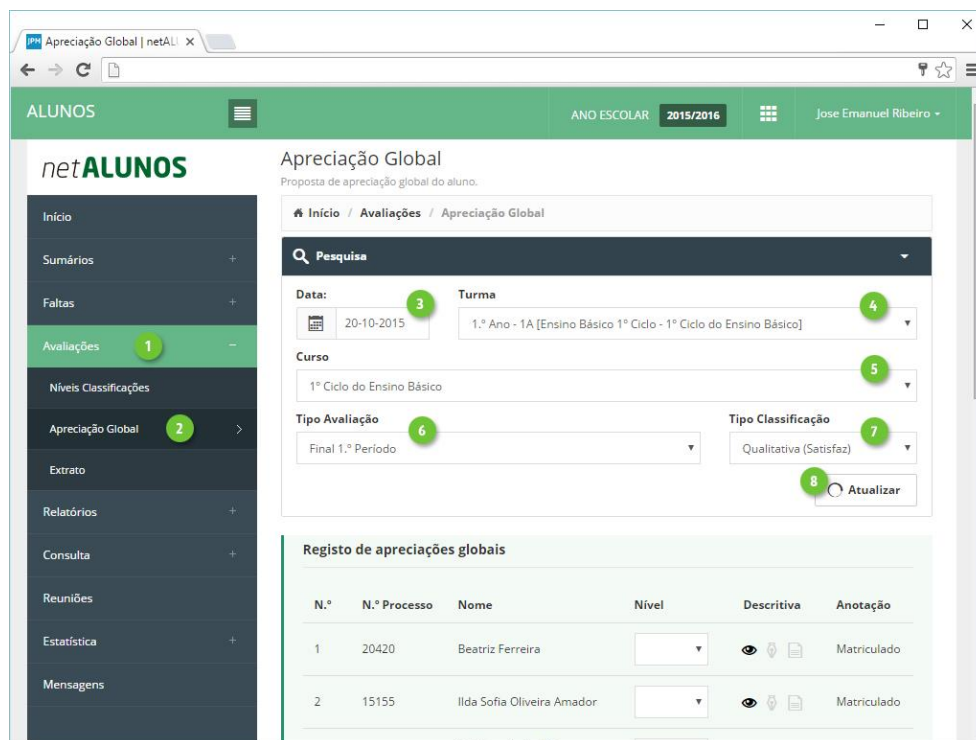 JPM Apreciação Global | netAL
ALUNOS
ANO ESCOLAR 2015/2016
Jose Emanuel Ribeiro
netALUNOS
Início
Sumários
Faltas
Avaliações 1
Níveis Classificações
Apreciação Global 2
Extrato
Relatórios
Consulta
Reuniões
Estatística
Mensagens
Apreciação Global
Proposta de apreciação global do aluno.
Início / Avaliações / Apreciação Global
Pesquisa
Data: 3 Turma 4
20-10-2015 1.º Ano - 1A [Ensino Básico 1º Ciclo - 1º Ciclo do Ensino Básico]
Curso 5
1º Ciclo do Ensino Básico
Tipo Avaliação 6 Tipo Classificação 7
Final 1.º Período Qualitativa (Satisfaz)
8 Atualizar
Registo de apreciações globais
N.º N.º Processo Nome Nível Descritiva Anotação
1 20420 Beatriz Ferreira Matriculado
2 15155 Ilda Sofia Oliveira Amador Matriculado